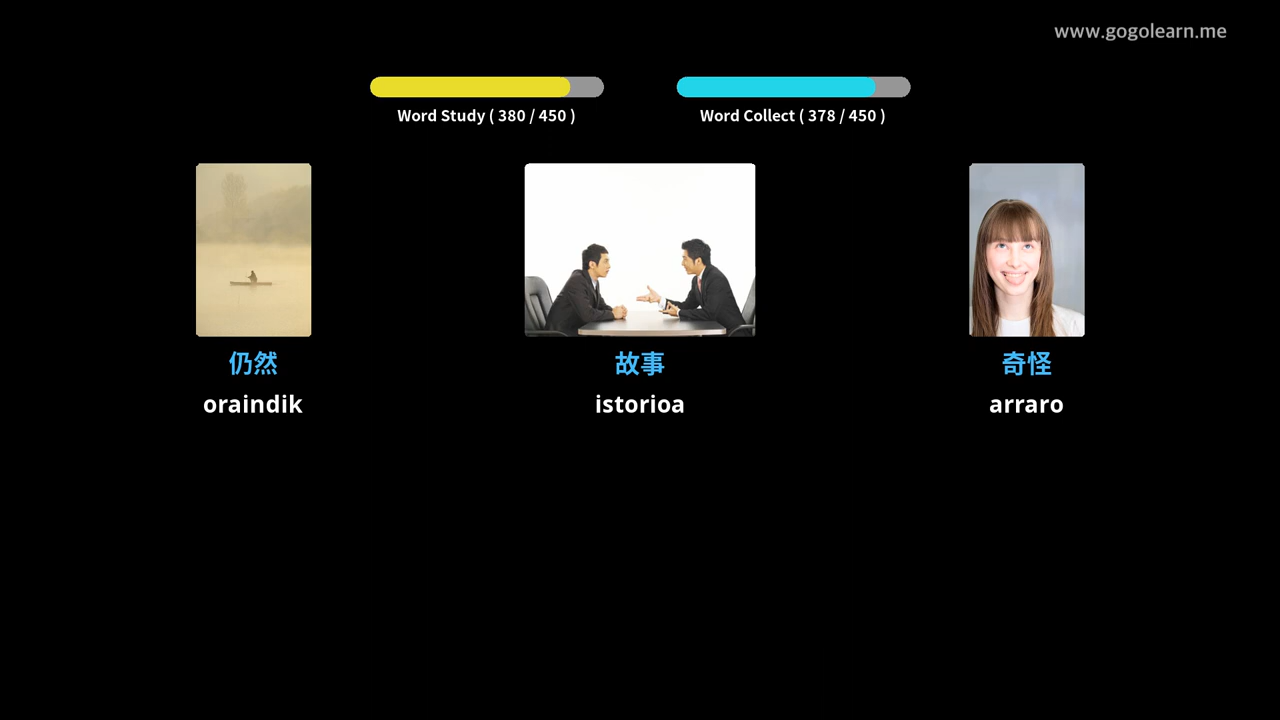 www.gogolearn.me
Word Study ( 380 / 450 )
Word Collect ( 378 / 450 )
仍然
故事
奇怪
oraindik
istorioa
arraro